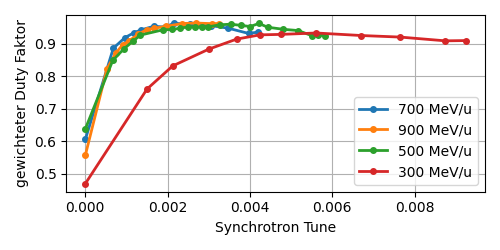 gewichteter Duty Faktor
0.9
0.8
0.7
0.6
0.5
700 MeV/u
900 MeV/u
500 MeV/u
300 MeV/u
0.000 0.002 0.004 0.006 0.008
Synchrotron Tune